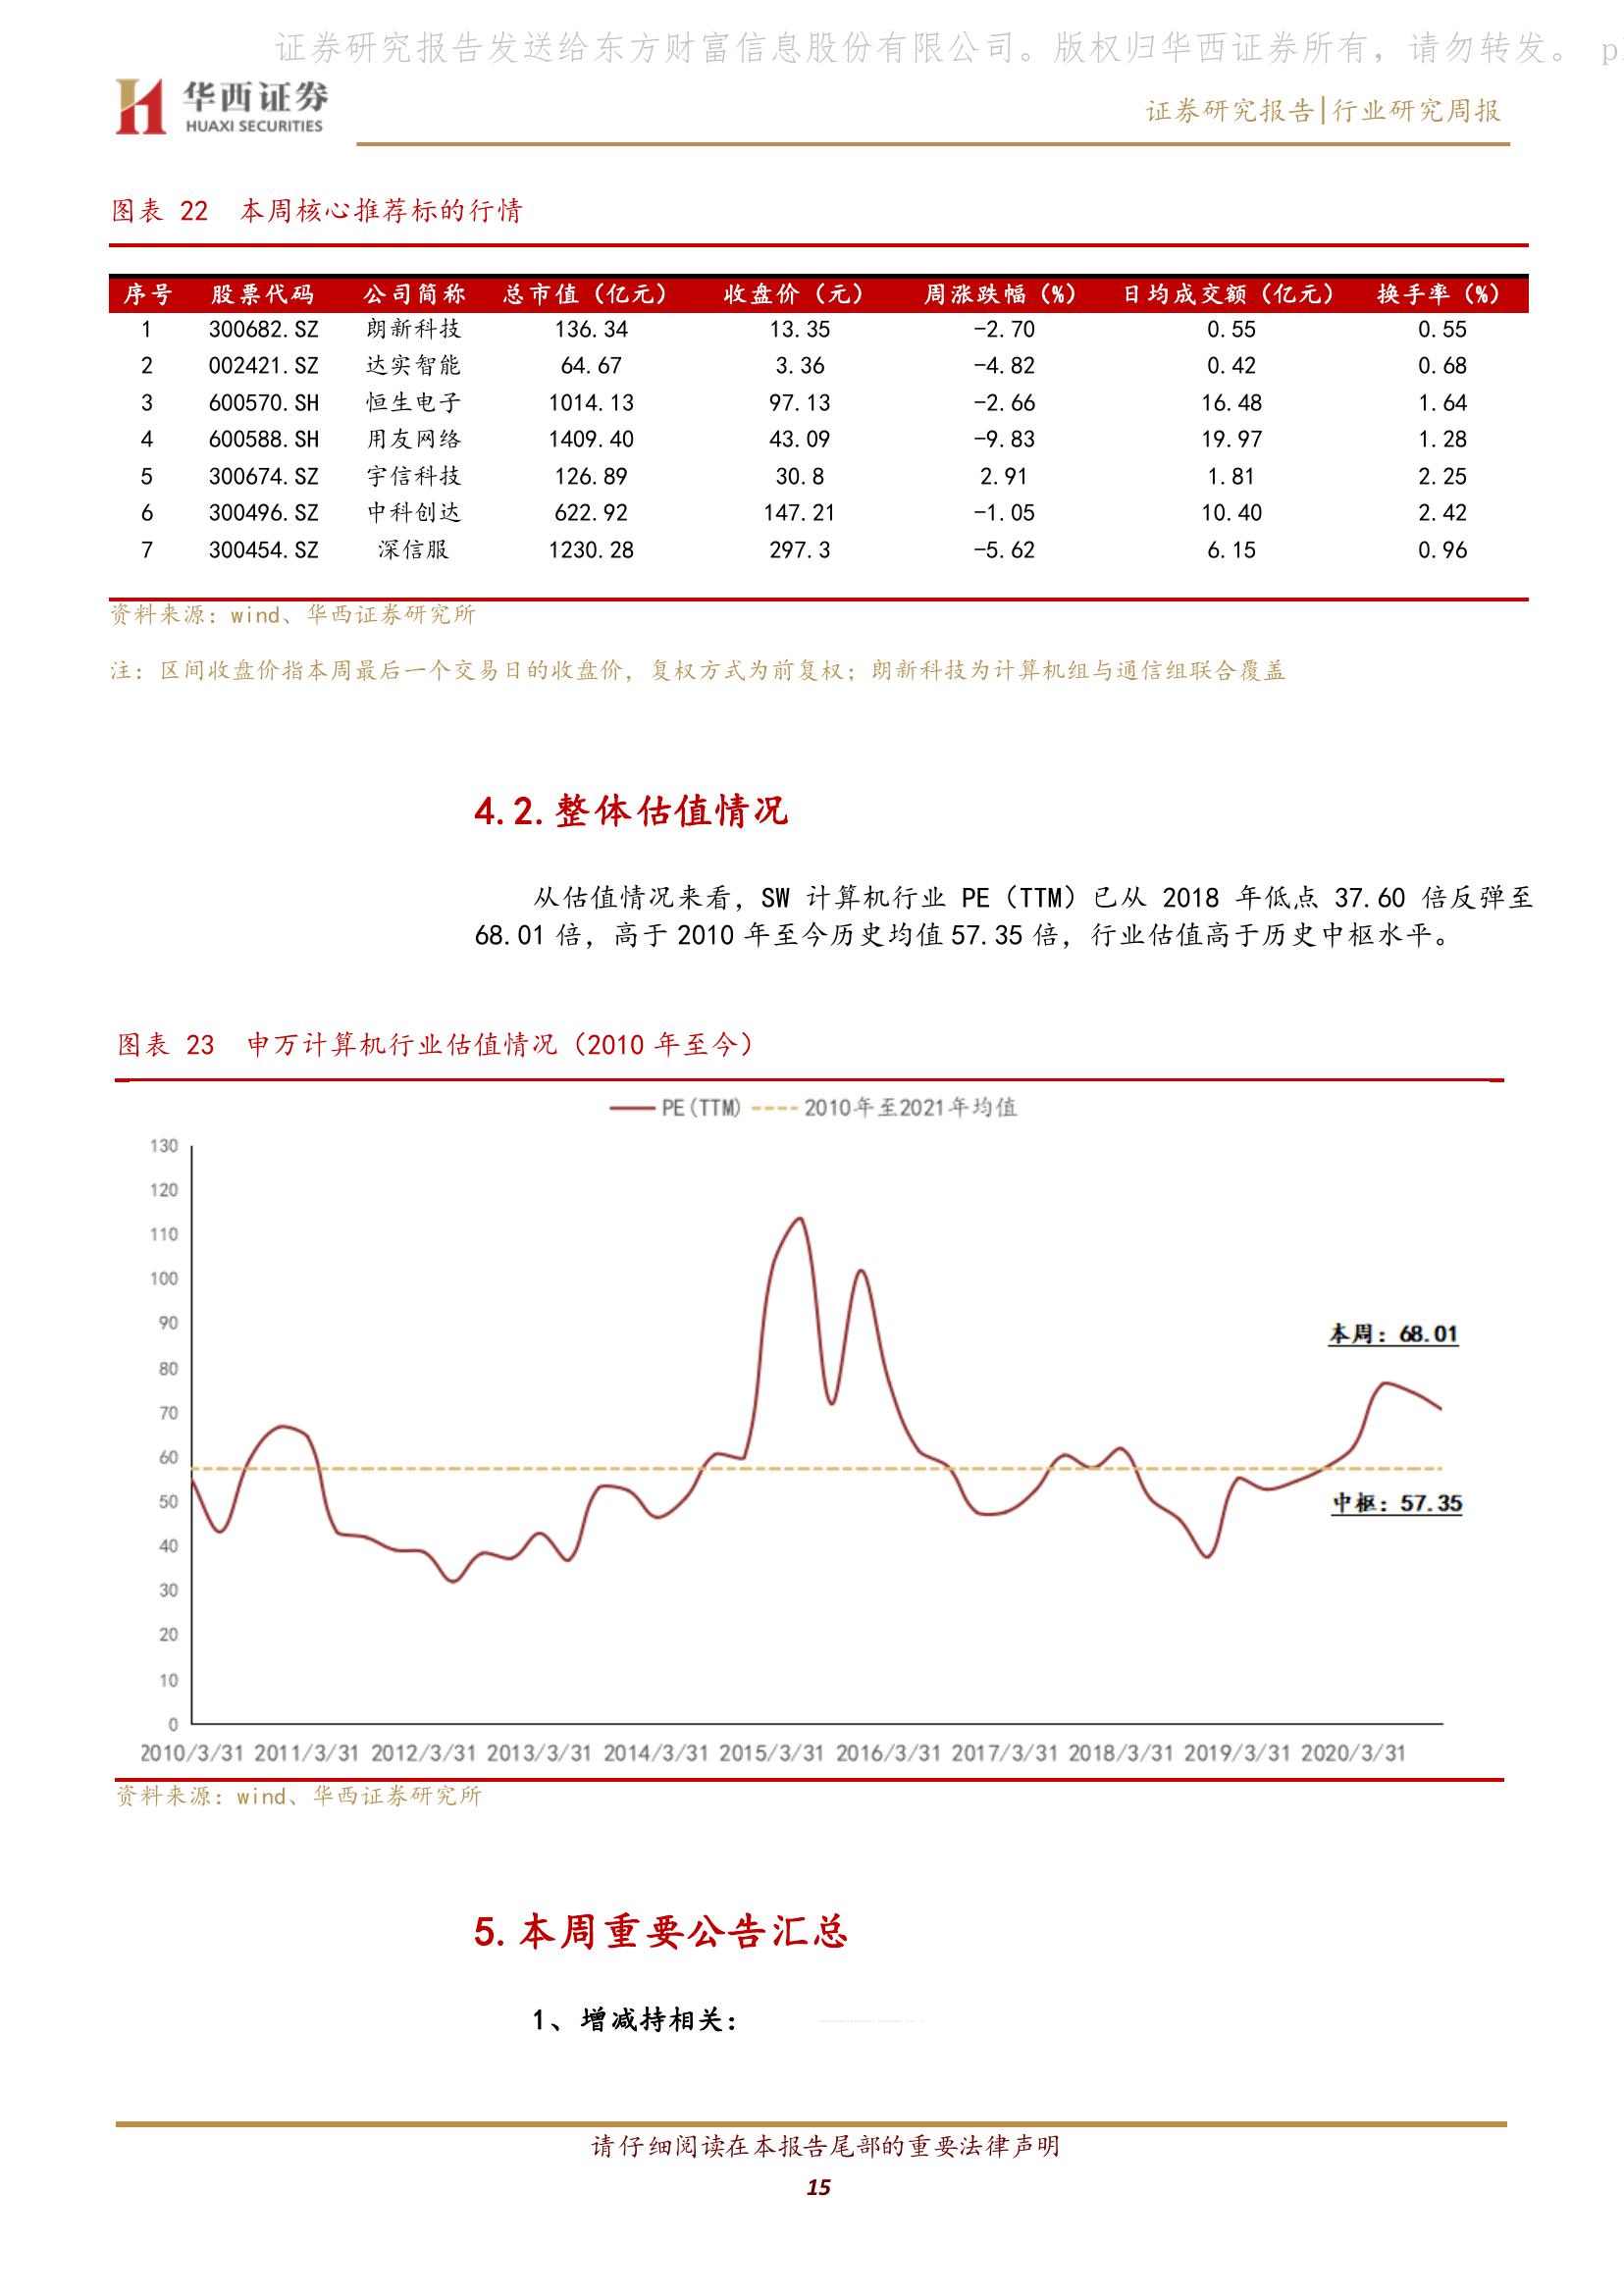 证券研究报告发送给东方财富信息股份有限公司。版权归华西证券所有，请勿转发。 p
华西证券
HUAXI SECURITIES
证券研究报告|行业研究周报
图表 22 本周核心推荐标的行情
序号 股票代码 公司简称 总市值（亿元） 收盘价（元） 周涨跌幅（%） 日均成交额（亿元） 换手率（%）
1 300682.SZ 朗新科技 136.34 13.35 -2.70 0.55 0.55
2 002421.SZ 达实智能 64.67 3.36 -4.82 0.42 0.68
3 600570.SH 恒生电子 1014.13 97.13 -2.66 16.48 1.64
4 600588.SH 用友网络 1409.40 43.09 -9.83 19.97 1.28
5 300674.SZ 宇信科技 126.89 30.8 2.91 1.81 2.25
6 300496.SZ 中科创达 622.92 147.21 -1.05 10.40 2.42
7 300454.SZ 深信服 1230.28 297.3 -5.62 6.15 0.96
资料来源：wind、华西证券研究所
注：区间收盘价指本周最后一个交易日的收盘价，复权方式为前复权；朗新科技为计算机组与通信组联合覆盖
4.2.整体估值情况
从估值情况来看，SW 计算机行业 PE（TTM）已从 2018 年低点 37.60 倍反弹至
68.01 倍，高于 2010 年至今历史均值 57.35 倍，行业估值高于历史中枢水平。
图表 23 申万计算机行业估值情况（2010 年至今）
PE(TTM) 2010年至2021年均值
130
120
110
100
90
80
70
60
50
40
30
20
10
0
本周：68.01
中枢：57.35
2010/3/31 2011/3/31 2012/3/31 2013/3/31 2014/3/31 2015/3/31 2016/3/31 2017/3/31 2018/3/31 2019/3/31 2020/3/31
资料来源：wind、华西证券研究所
5.本周重要公告汇总
1、增减持相关：
请仔细阅读在本报告尾部的重要法律声明
15